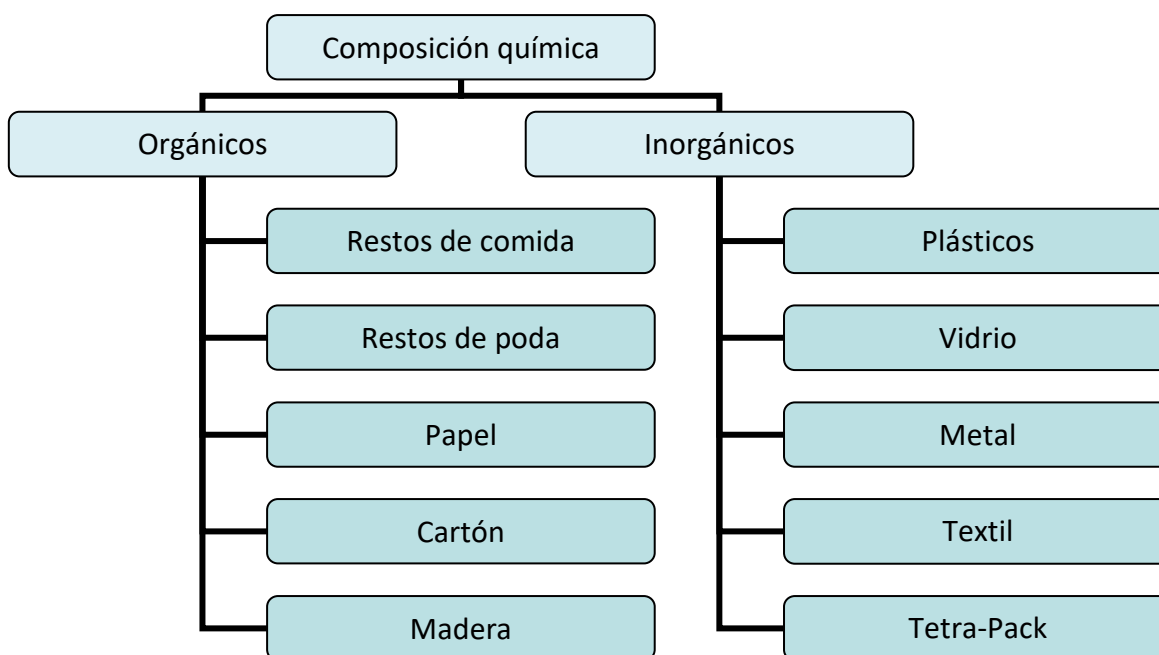 Composición química
Orgánicos
Inorgánicos
Restos de comida
Plásticos
Restos de poda
Vidrio
Papel
Metal
Cartón
Textil
Madera
Tetra-Pack